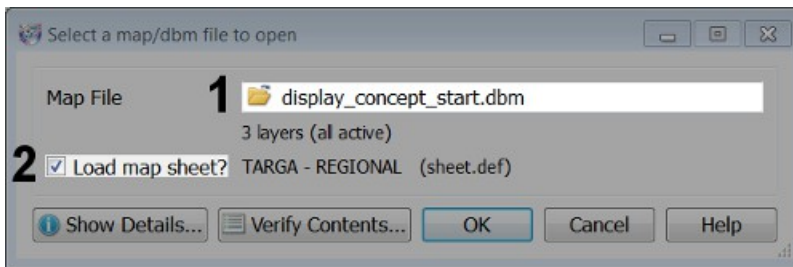 Select a map/dbm file to open
Map File 1 display_concept_start.dbm
3 layers (all active)
2 Load map sheet? TARGA - REGIONAL (sheet.def)
Show Details... Verify Contents... OK Cancel Help